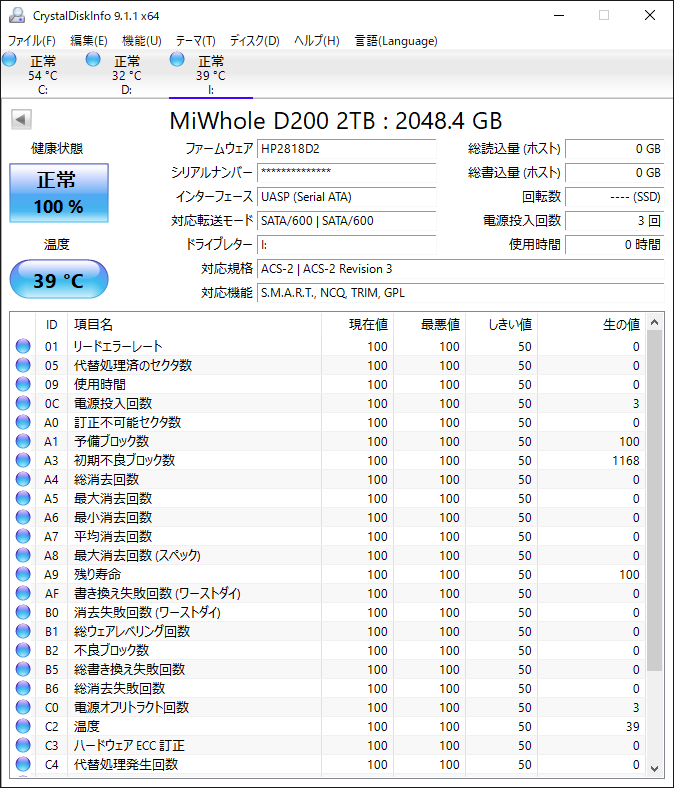 CrystalDiskInfo 9.1.1 x64
ファイル(F) 編集(E) 機能(U) テーマ(T) ディスク(D) ヘルプ(H) 言語(Language)
正常 正常 正常
54 °C 32 °C 39 °C
C: D: I:
MiWhole D200 2TB : 2048.4 GB
健康状態
正常
100 %
温度
39 °C
ファームウェア HP2818D2 総読込量 (ホスト) 0 GB
シリアルナンバー ************** 総書込量 (ホスト) 0 GB
インターフェース UASP (Serial ATA) 回転数 ---- (SSD)
対応転送モード SATA/600 | SATA/600 電源投入回数 3 回
ドライブレター I: 使用時間 0 時間
対応規格 ACS-2 | ACS-2 Revision 3
対応機能 S.M.A.R.T., NCQ, TRIM, GPL
ID 項目名 現在値 最悪値 しきい値 生の値
01 リードエラーレート 100 100 50 0
05 代替処理済のセクタ数 100 100 50 0
09 使用時間 100 100 50 0
0C 電源投入回数 100 100 50 3
A0 訂正不可能セクタ数 100 100 50 0
A1 予備ブロック数 100 100 50 100
A3 初期不良ブロック数 100 100 50 1168
A4 総消去回数 100 100 50 0
A5 最大消去回数 100 100 50 0
A6 最小消去回数 100 100 50 0
A7 平均消去回数 100 100 50 0
A8 最大消去回数 (スペック) 100 100 50 0
A9 残り寿命 100 100 50 100
AF 書き換え失敗回数 (ワーストダイ) 100 100 50 0
B0 消去失敗回数 (ワーストダイ) 100 100 50 0
B1 総ウェアレベリング回数 100 100 50 0
B2 不良ブロック数 100 100 50 0
B5 総書き換え失敗回数 100 100 50 0
B6 総消去失敗回数 100 100 50 0
C0 電源オフリトラクト回数 100 100 50 3
C2 温度 100 100 50 39
C3 ハードウェア ECC 訂正 100 100 50 0
C4 代替処理発生回数 100 100 50 0